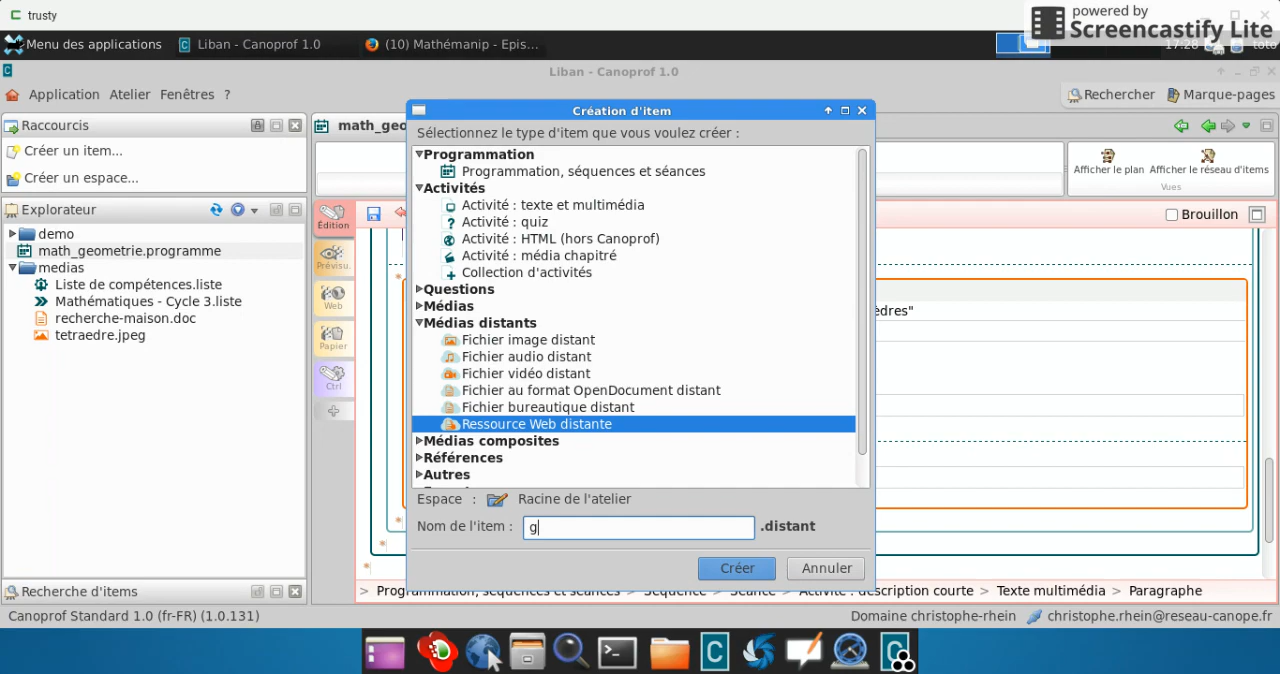 trusty
powered by
Screencastify Lite
Menu des applications
Liban - Canoprof 1.0
(10) Mathémanip - Epis...
17:28
toto
Liban - Canoprof 1.0
Application Atelier Fenêtres ?
Rechercher
Marque-pages
Raccourcis
Créer un item...
Créer un espace...
Explorateur
demo
math_geometrie.programme
medias
Liste de compétences.liste
Mathématiques - Cycle 3.liste
recherche-maison.doc
tetraedre.jpeg
Recherche d'items
math_geo
Afficher le plan Afficher le réseau d'items
Vues
Édition
Brouillon
Prévisu.
Web
Papier
Ctrl
èdres"
Création d'item
Sélectionnez le type d'item que vous voulez créer :
Programmation
Programmation, séquences et séances
Activités
Activité : texte et multimédia
Activité : quiz
Activité : HTML (hors Canoprof)
Activité : média chapitré
Collection d'activités
Questions
Médias
Médias distants
Fichier image distant
Fichier audio distant
Fichier vidéo distant
Fichier au format OpenDocument distant
Fichier bureautique distant
Ressource Web distante
Médias composites
Références
Autres
Espace : Racine de l'atelier
Nom de l'item : g .distant
Créer Annuler
> Programmation, séquences et séances > Séquence > Séance > Activité : description courte > Texte multimédia > Paragraphe
Canoprof Standard 1.0 (fr-FR) (1.0.131)
Domaine christophe-rhein
christophe.rhein@reseau-canope.fr